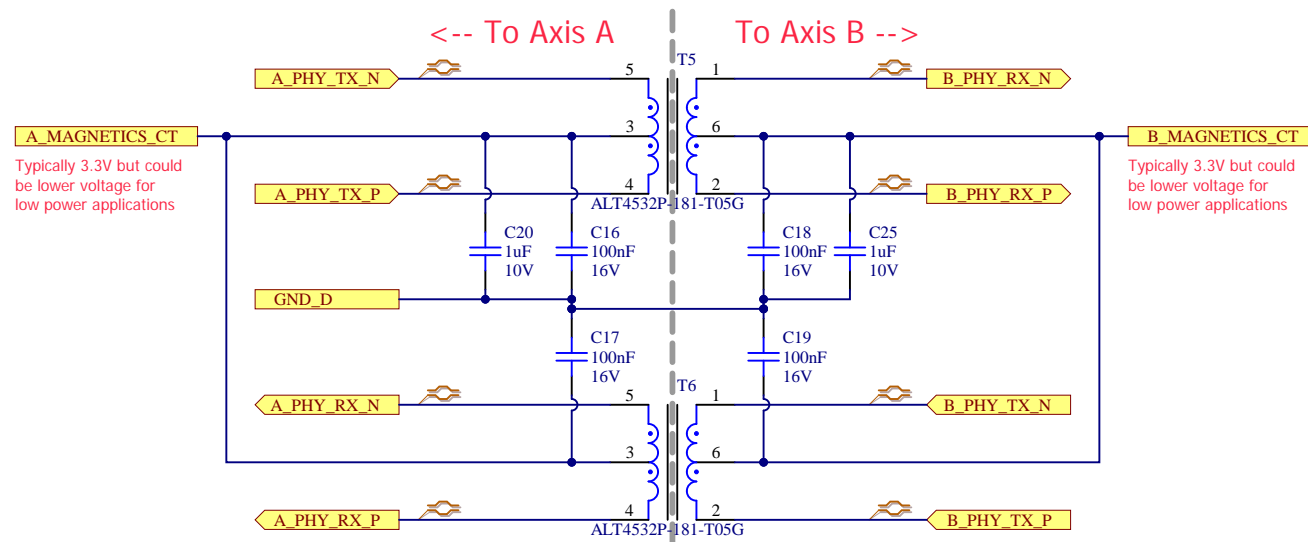 <-- To Axis A
To Axis B -->
T5
A_PHY_TX_N
5
1
B_PHY_RX_N
A_MAGNETICS_CT
3
6
B_MAGNETICS_CT
Typically 3.3V but could
be lower voltage for
low power applications
Typically 3.3V but could
be lower voltage for
low power applications
A_PHY_TX_P
4
2
B_PHY_RX_P
ALT4532P-181-T05G
C20
1uF
10V
C16
100nF
16V
C18
100nF
16V
C25
1uF
10V
GND_D
C17
100nF
16V
C19
100nF
16V
T6
A_PHY_RX_N
5
1
B_PHY_TX_N
3
6
A_PHY_RX_P
4
2
B_PHY_TX_P
ALT4532P-181-T05G